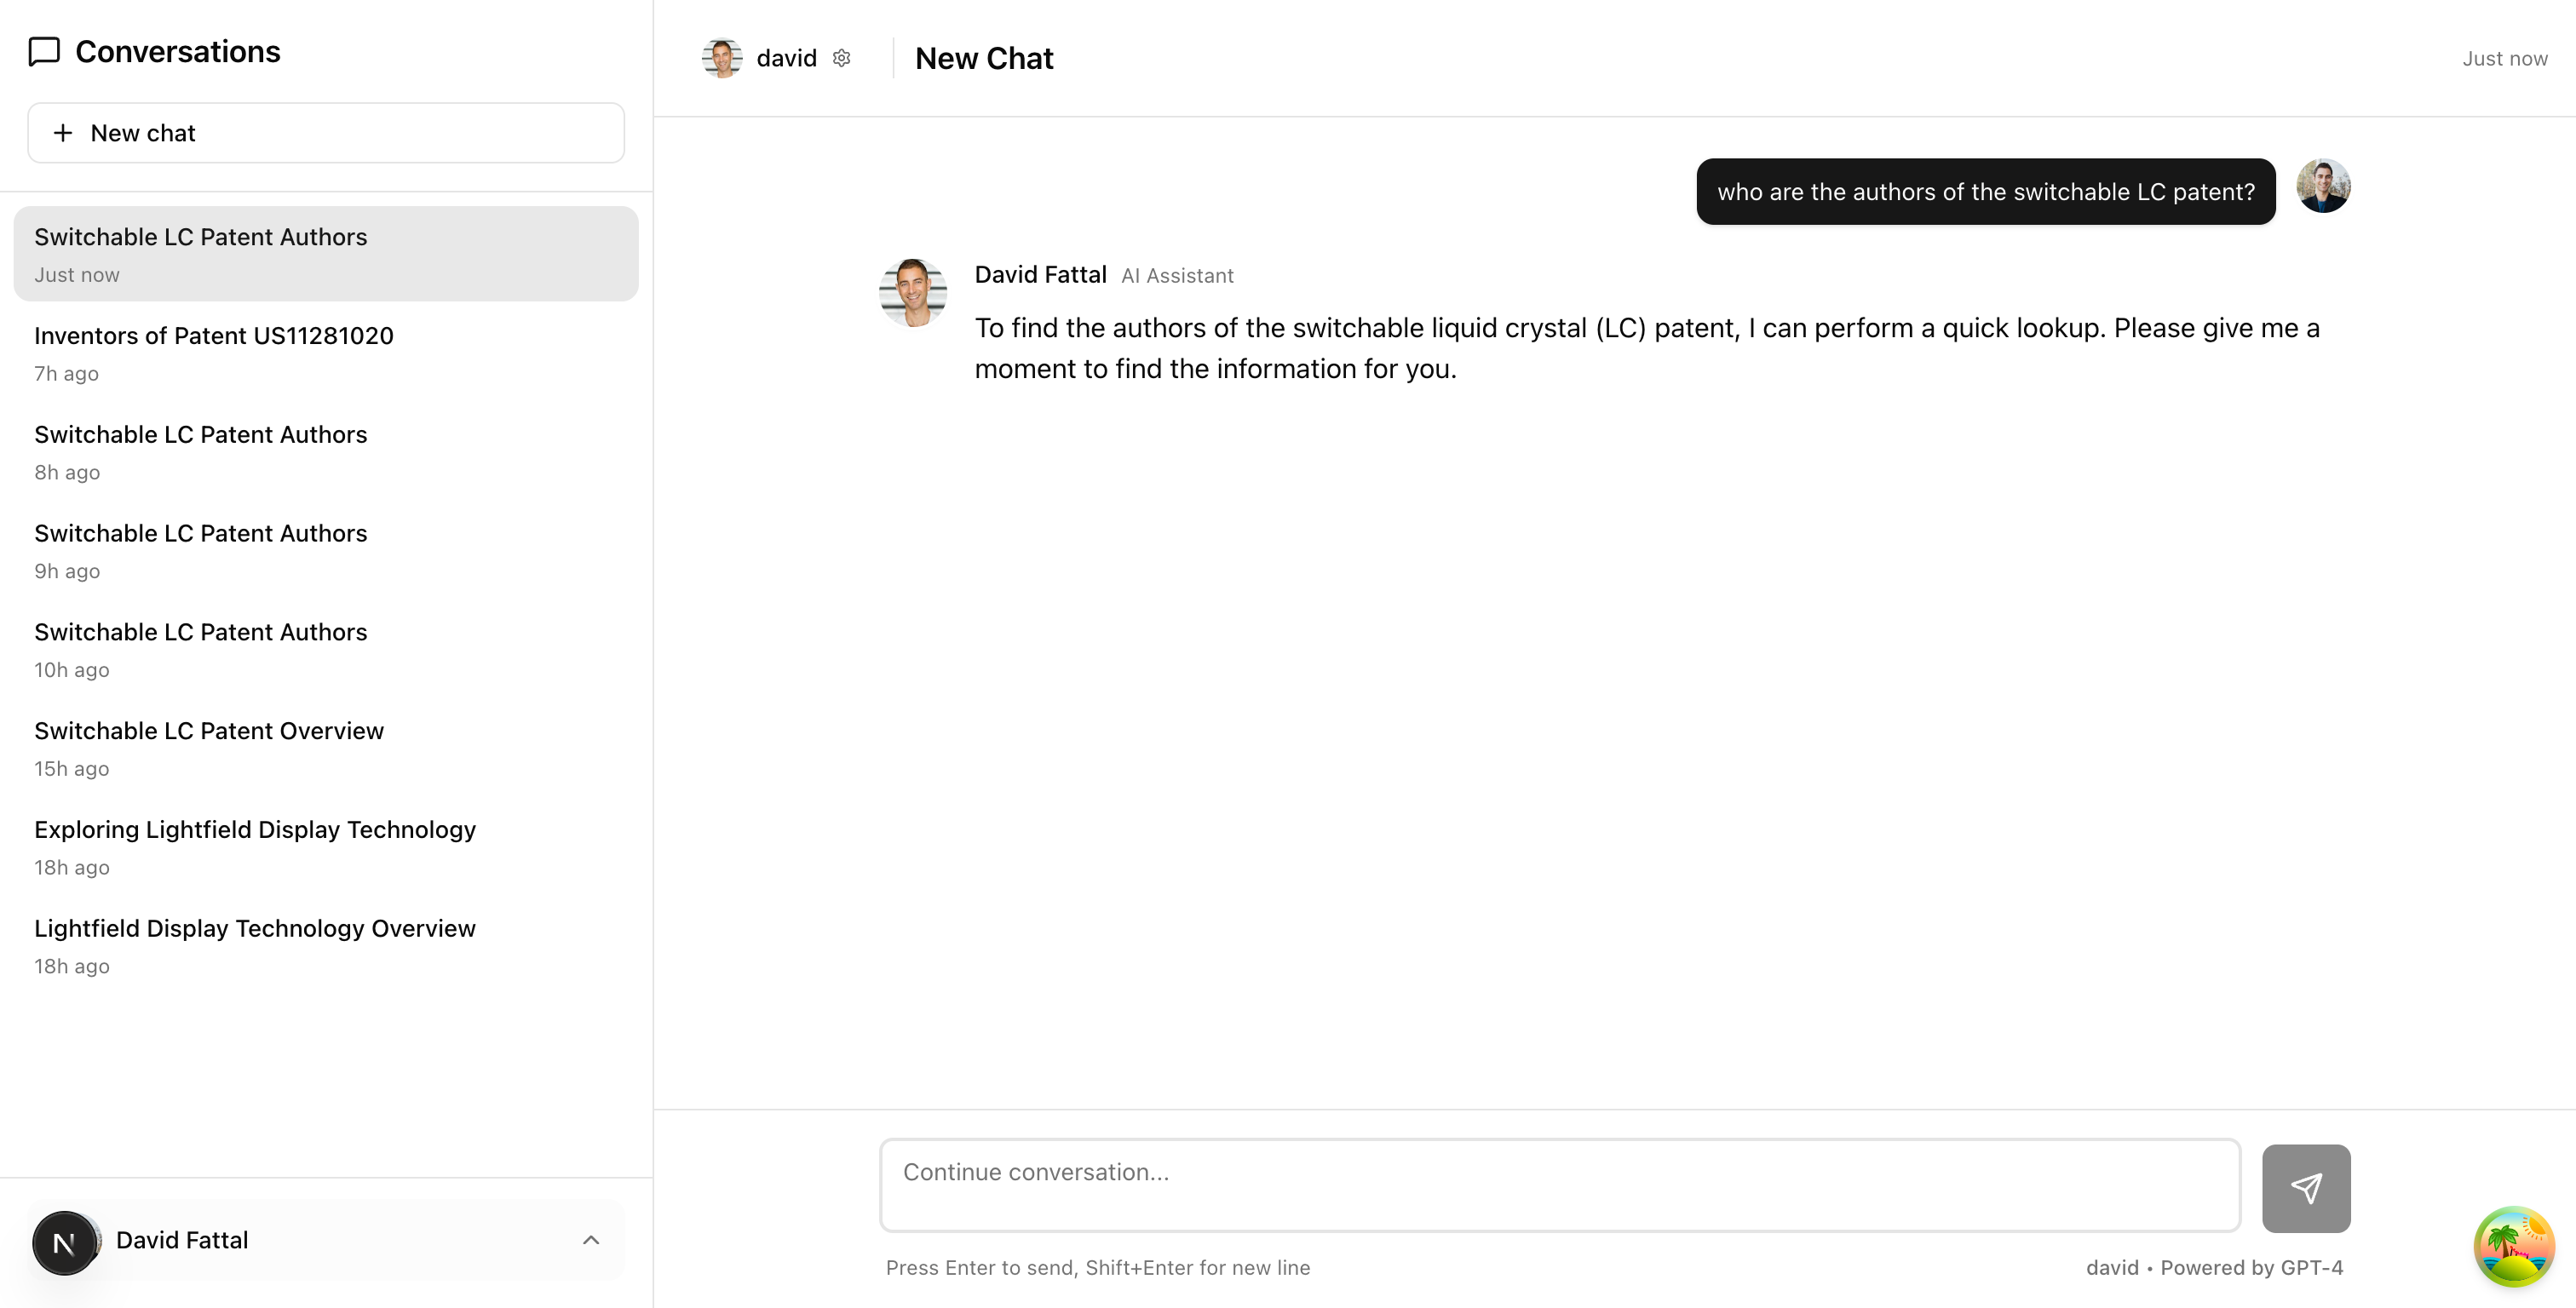 Conversations
New chat
Switchable LC Patent Authors
Just now
Inventors of Patent US11281020
7h ago
Switchable LC Patent Authors
8h ago
Switchable LC Patent Authors
9h ago
Switchable LC Patent Authors
10h ago
Switchable LC Patent Overview
15h ago
Exploring Lightfield Display Technology
18h ago
Lightfield Display Technology Overview
18h ago
N
David Fattal
david
New Chat
Just now
who are the authors of the switchable LC patent?
David Fattal AI Assistant
To find the authors of the switchable liquid crystal (LC) patent, I can perform a quick lookup. Please give me a
moment to find the information for you.
Continue conversation...
Press Enter to send, Shift+Enter for new line
david • Powered by GPT-4